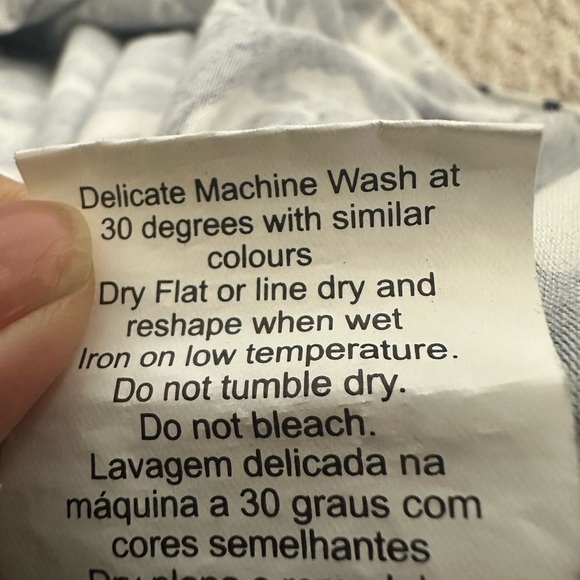 Delicate Machine Wash at
30 degrees with similar
colours
Dry Flat or line dry and
reshape when wet
Iron on low temperature.
Do not tumble dry.
Do not bleach.
Lavagem delicada na
máquina a 30 graus com
cores semelhantes